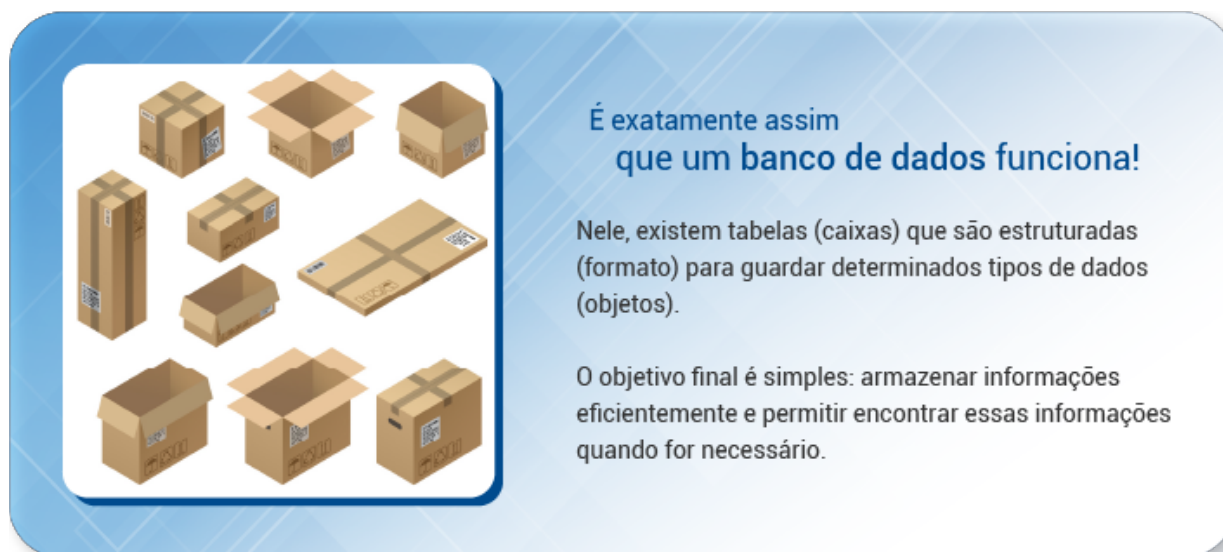 É exatamente assim
que um banco de dados funciona!
Nele, existem tabelas (caixas) que são estruturadas
(formato) para guardar determinados tipos de dados
(objetos).
O objetivo final é simples: armazenar informações
eficientemente e permitir encontrar essas informações
quando for necessário.